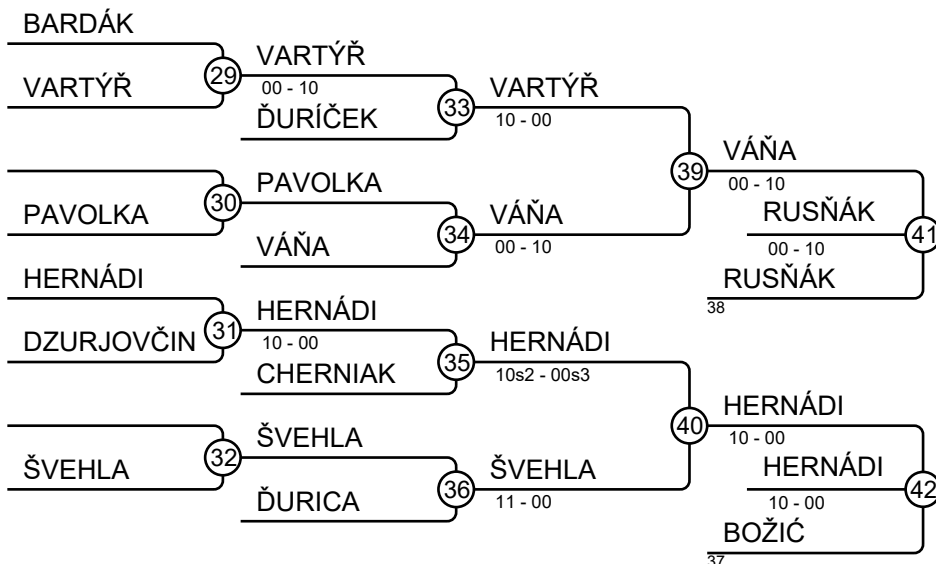 BARDÁK
VARTÝŘ
29
VARTÝŘ
00 - 10
ĎURÍČEK
33
VARTÝŘ
10 - 00
PAVOLKA
30
PAVOLKA
VÁŇA
34
VÁŇA
00 - 10
39
VÁŇA
00 - 10
RUSŇÁK
00 - 10
RUSŇÁK
38
41
HERNÁDI
DZURJOVČIN
31
HERNÁDI
10 - 00
CHERNIAK
35
HERNÁDI
10s2 - 00s3
ŠVEHLA
32
ŠVEHLA
ĎURICA
36
ŠVEHLA
11 - 00
40
HERNÁDI
10 - 00
HERNÁDI
10 - 00
BOŽIĆ
37
42